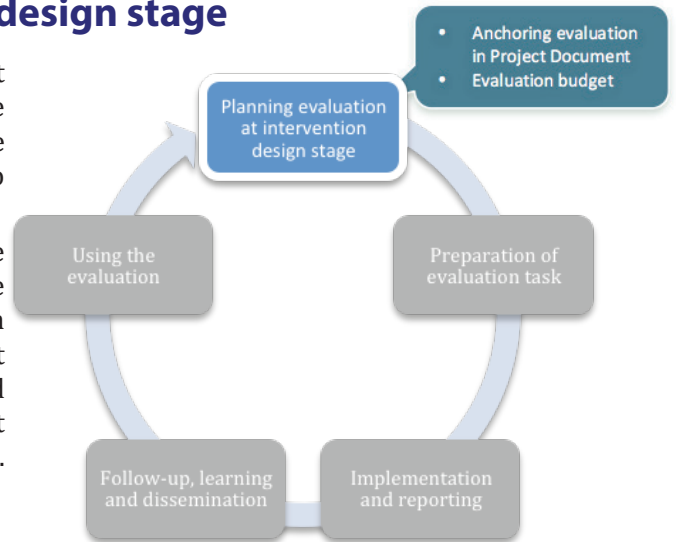 design stage
• Anchoring evaluation
in Project Document
• Evaluation budget
Planning evaluation
at intervention
design stage
Using the
evaluation
Preparation of
evaluation task
Follow-up, learning
and dissemination
Implementation
and reporting